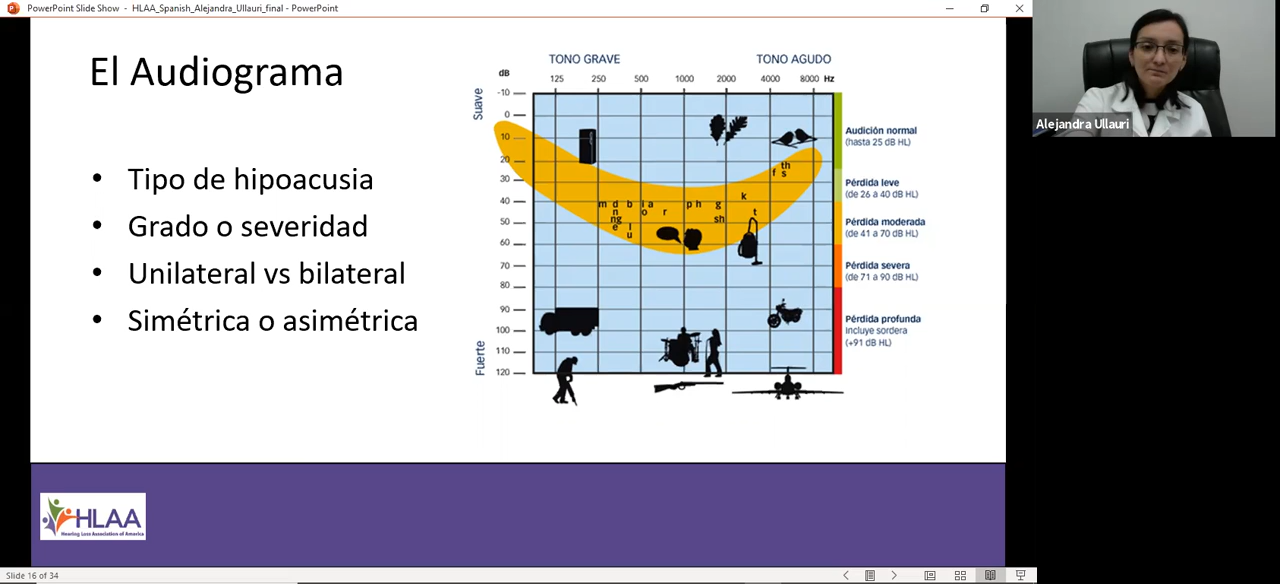 PowerPoint Slide Show - HLAA_Spanish_Alejandra_Ullauri_final - PowerPoint
Alejandra Ullauri
El Audiograma
• Tipo de hipoacusia
• Grado o severidad
• Unilateral vs bilateral
• Simétrica o asimétrica
TONO GRAVE TONO AGUDO
dB 125 250 500 1000 2000 4000 8000 Hz
Suave
Fuerte
-10
0
10
20
30
40
50
60
70
80
90
100
110
120
th
f s
k
m d b i a p h g
n o r t
ng sh
e l
u
Audición normal
(hasta 25 dB HL)
Pérdida leve
(de 26 a 40 dB HL)
Pérdida moderada
(de 41 a 70 dB HL)
Pérdida severa
(de 71 a 90 dB HL)
Pérdida profunda
Incluye sordera
(+91 dB HL)
HLAA
Hearing Loss Association of America
Slide 16 of 34